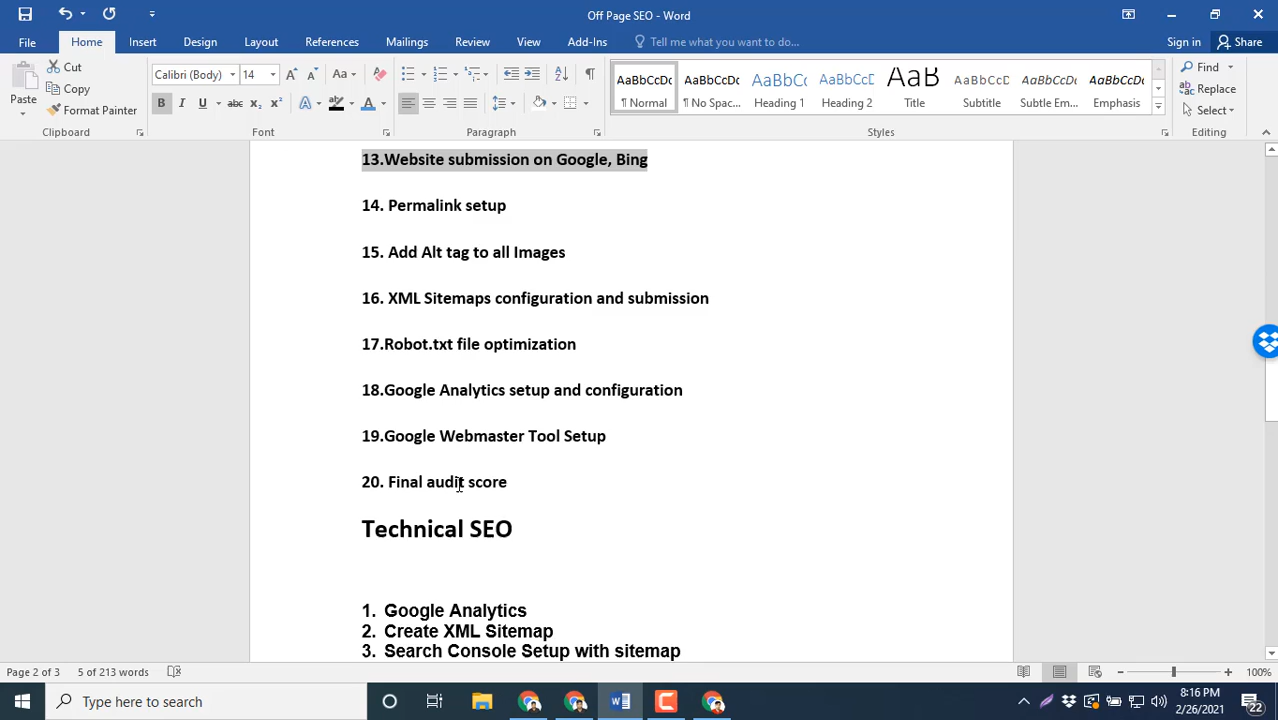 Off Page SEO - Word
File Home Insert Design Layout References Mailings Review View Add-Ins Tell me what you want to do... Sign in Share
Paste Cut Copy Format Painter Clipboard
Calibri (Body) 14 Font
Paragraph
AaBbCcDc ¶ Normal
AaBbCcDc ¶ No Spac...
AaBbCc Heading 1
AaBbCcC Heading 2
AaB Title
AaBbCcD Subtitle
AaBbCcDc Subtle Em...
AaBbCcDc Emphasis
Styles
Find Replace Select Editing
13.Website submission on Google, Bing
14. Permalink setup
15. Add Alt tag to all Images
16. XML Sitemaps configuration and submission
17.Robot.txt file optimization
18.Google Analytics setup and configuration
19.Google Webmaster Tool Setup
20. Final audit score
Technical SEO
1. Google Analytics
2. Create XML Sitemap
3. Search Console Setup with sitemap
Page 2 of 3 5 of 213 words 100%
Type here to search
8:16 PM
2/26/2021
22